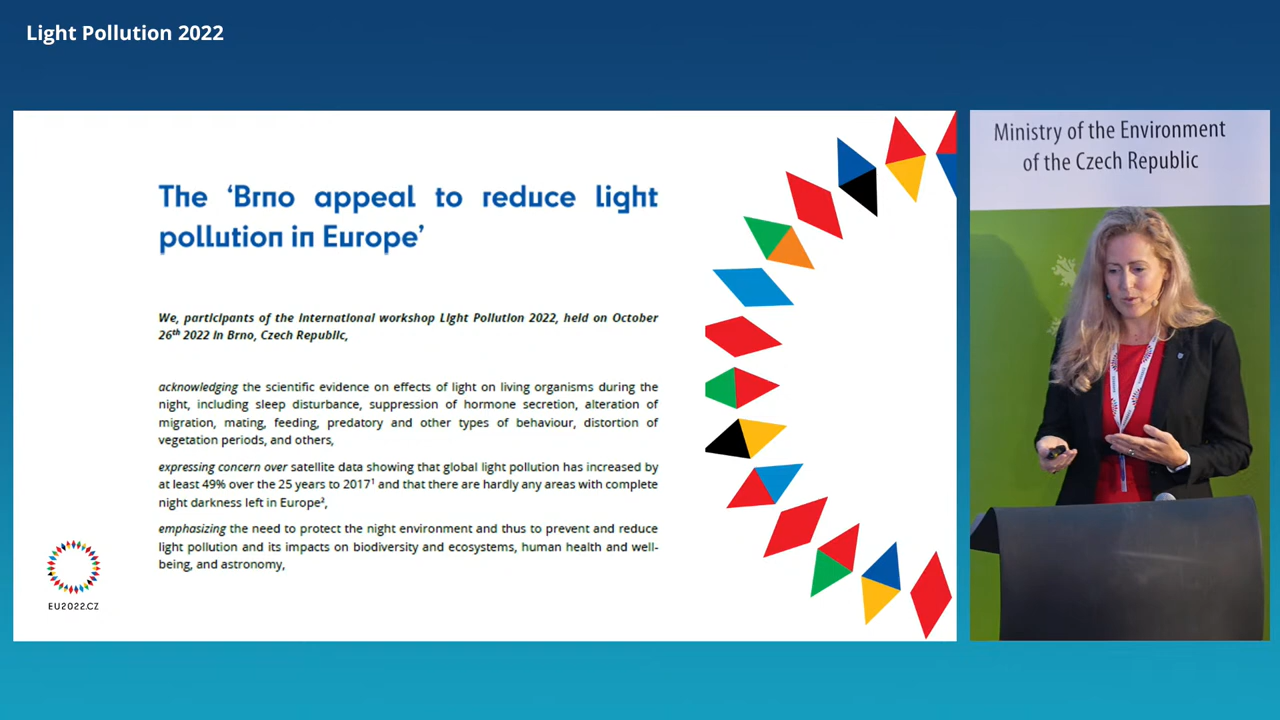 Light Pollution 2022
The ‘Brno appeal to reduce light
pollution in Europe’
We, participants of the international workshop Light Pollution 2022, held on October
26th 2022 in Brno, Czech Republic,
acknowledging the scientific evidence on effects of light on living organisms during the
night, including sleep disturbance, suppression of hormone secretion, alteration of
migration, mating, feeding, predatory and other types of behaviour, distortion of
vegetation periods, and others,
expressing concern over satellite data showing that global light pollution has increased by
at least 49% over the 25 years to 2017¹ and that there are hardly any areas with complete
night darkness left in Europe²,
emphasizing the need to protect the night environment and thus to prevent and reduce
light pollution and its impacts on biodiversity and ecosystems, human health and well-
being, and astronomy,
EU2022.CZ
Ministry of the Environment
of the Czech Republic